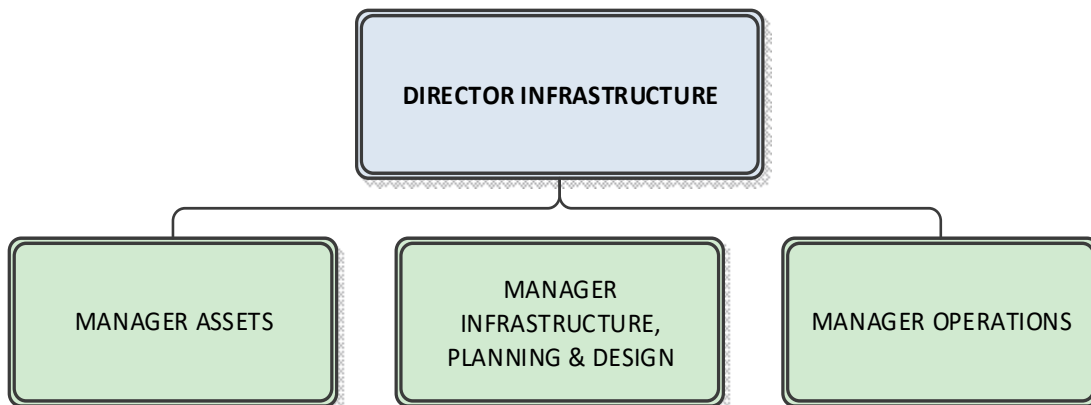 DIRECTOR INFRASTRUCTURE
MANAGER ASSETS
MANAGER
INFRASTRUCTURE,
PLANNING & DESIGN
MANAGER OPERATIONS